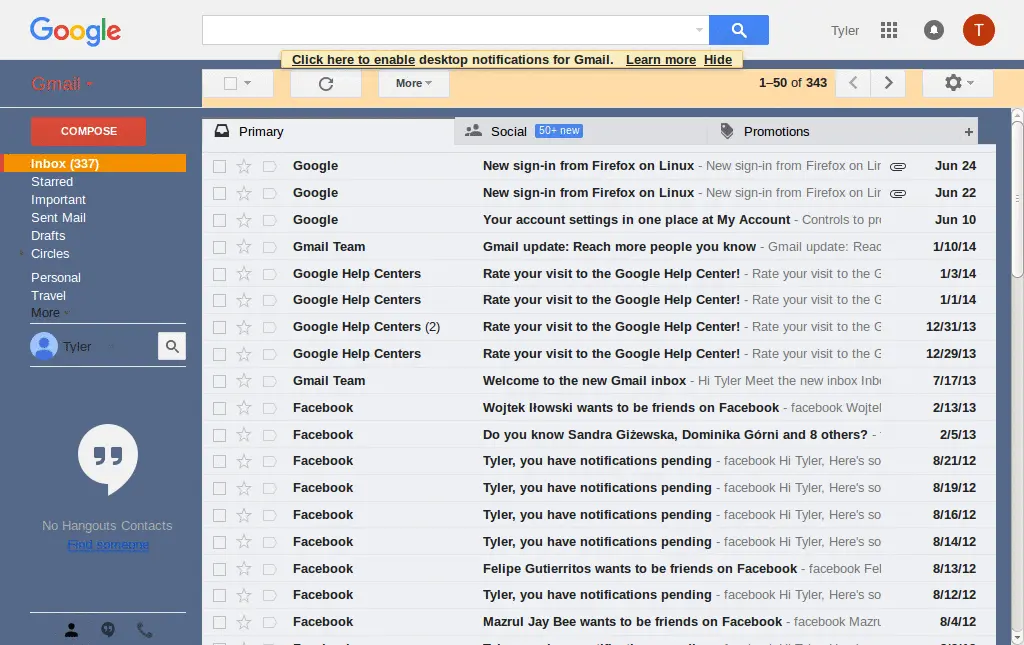 Google
Tyler
T
Click here to enable desktop notifications for Gmail. Learn more Hide
Gmail
More
1–50 of 343
COMPOSE
Inbox (337)
Starred
Important
Sent Mail
Drafts
Circles
Personal
Travel
More
Tyler
No Hangouts Contacts
Find someone
Primary
Social 50+ new
Promotions
+
Google New sign-in from Firefox on Linux - New sign-in from Firefox on Lin Jun 24
Google New sign-in from Firefox on Linux - New sign-in from Firefox on Lin Jun 22
Google Your account settings in one place at My Account - Controls to pro Jun 10
Gmail Team Gmail update: Reach more people you know - Gmail update: Reac 1/10/14
Google Help Centers Rate your visit to the Google Help Center! - Rate your visit to the G 1/3/14
Google Help Centers Rate your visit to the Google Help Center! - Rate your visit to the G 1/1/14
Google Help Centers (2) Rate your visit to the Google Help Center! - Rate your visit to the G 12/31/13
Google Help Centers Rate your visit to the Google Help Center! - Rate your visit to the G 12/29/13
Gmail Team Welcome to the new Gmail inbox - Hi Tyler Meet the new inbox Inbo 7/17/13
Facebook Wojtek Iłowski wants to be friends on Facebook - facebook Wojtel 2/13/13
Facebook Do you know Sandra Giżewska, Dominika Górni and 8 others? - 2/5/13
Facebook Tyler, you have notifications pending - facebook Hi Tyler, Here's so 8/21/12
Facebook Tyler, you have notifications pending - facebook Hi Tyler, Here's so 8/19/12
Facebook Tyler, you have notifications pending - facebook Hi Tyler, Here's so 8/16/12
Facebook Tyler, you have notifications pending - facebook Hi Tyler, Here's so 8/14/12
Facebook Felipe Gutierritos wants to be friends on Facebook - facebook Fel 8/13/12
Facebook Tyler, you have notifications pending - facebook Hi Tyler, Here's so 8/12/12
Facebook Mazrul Jay Bee wants to be friends on Facebook - facebook Mazru 8/4/12